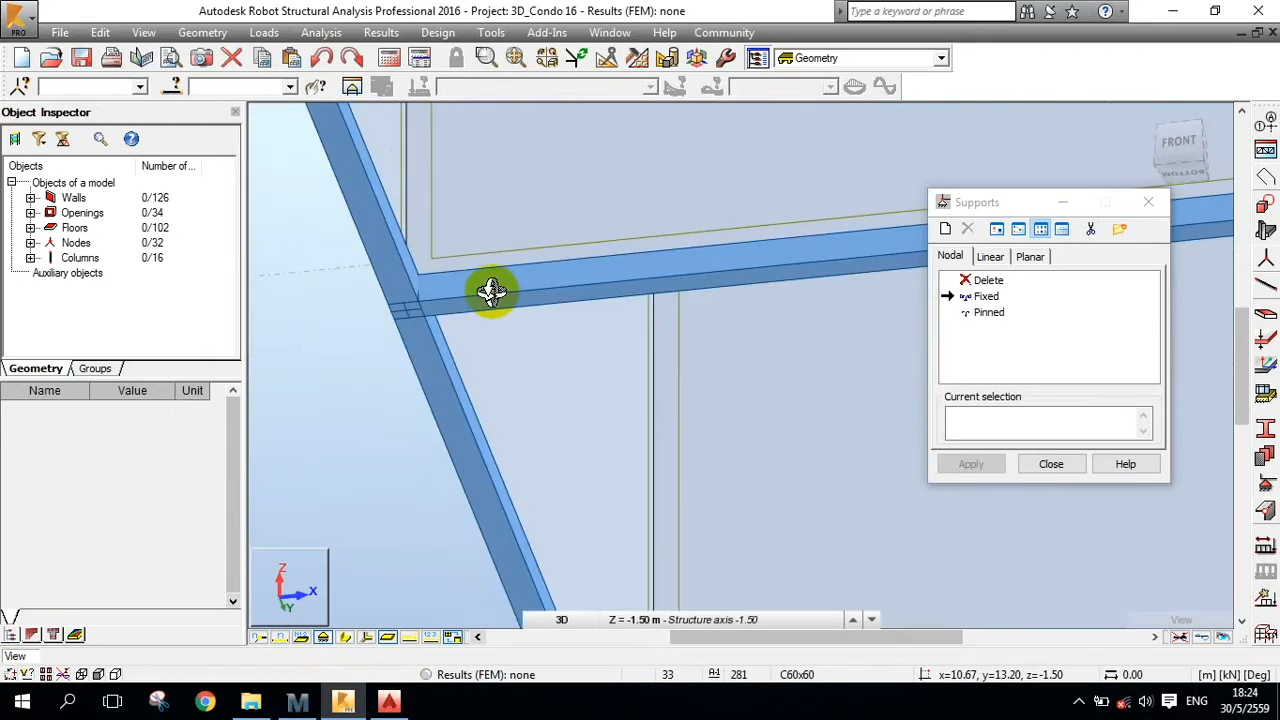 Autodesk Robot Structural Analysis Professional 2016 - Project: 3D_Condo 16 - Results (FEM): none
Type a keyword or phrase
PRO
File Edit View Geometry Loads Analysis Results Design Tools Add-Ins Window Help Community
Geometry
Object Inspector
Objects Number of...
Objects of a model
Walls 0/126
Openings 0/34
Floors 0/102
Nodes 0/32
Columns 0/16
Auxiliary objects
Geometry Groups
Name Value Unit
FRONT
BOTTOM
Supports
Nodal Linear Planar
Delete
Fixed
Pinned
Current selection
Apply Close Help
Z
X
Y
3D Z = -1.50 m - Structure axis -1.50
View
View
Results (FEM): none 33 281 C60x60 x=10.67, y=13.20, z=-1.50 0.00 [m] [kN] [Deg]
ENG
18:24
30/5/2559